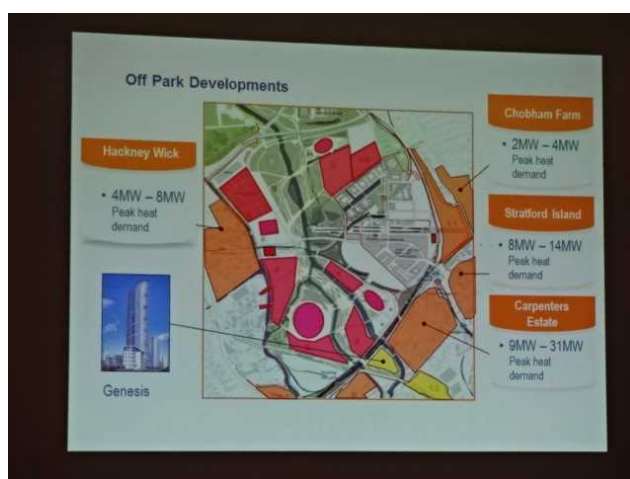 Off Park Developments
Hackney Wick
• 4MW – 8MW
Peak heat
demand
Genesis
Chobham Farm
• 2MW – 4MW
Peak heat
demand
Stratford Island
• 8MW – 14MW
Peak heat
demand
Carpenters
Estate
• 9MW – 31MW
Peak heat
demand